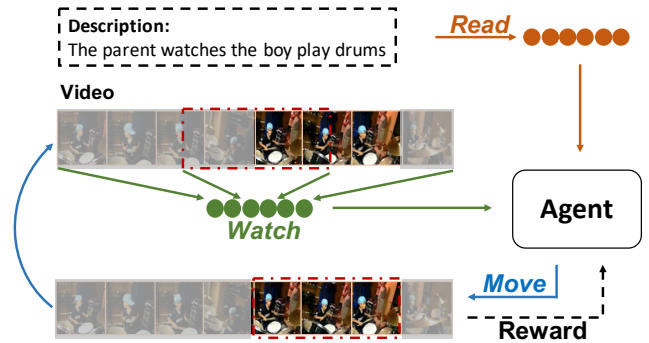 Description:
The parent watches the boy play drums
Read
Video
Watch
Agent
Move
Reward